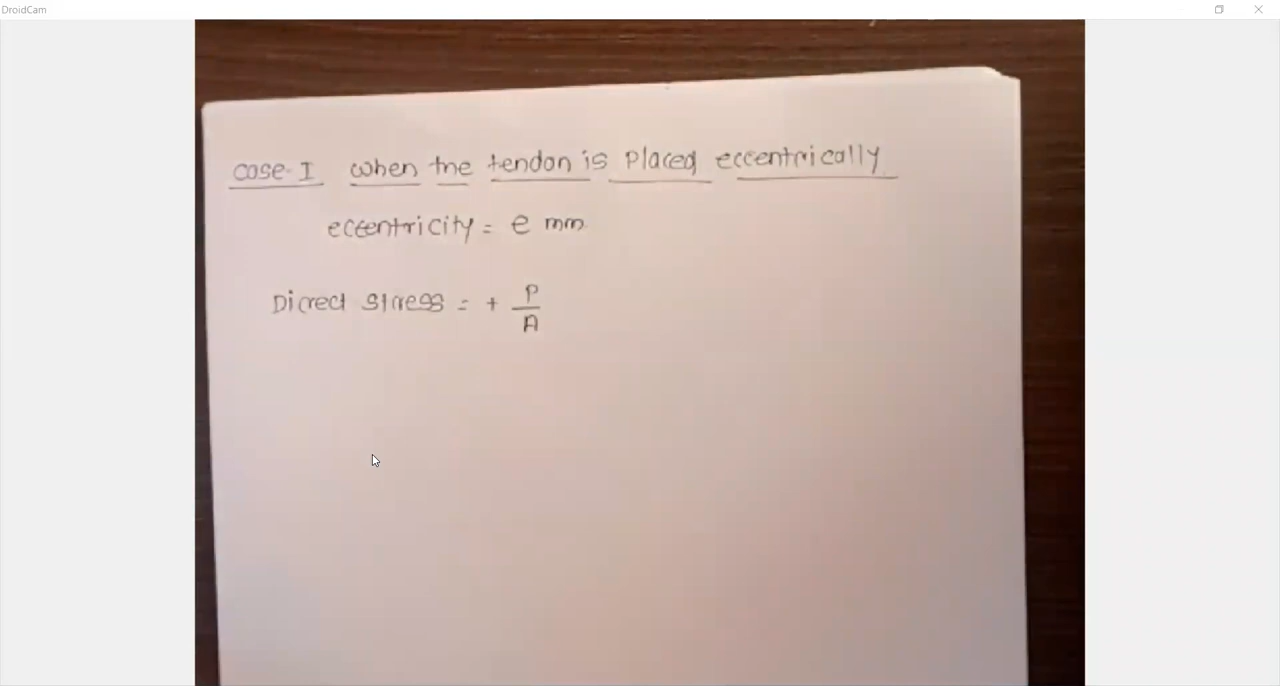 DroidCam
case-I when the tendon is placed eccentrically
eccentricity = e mm
Direct stress = + P/A